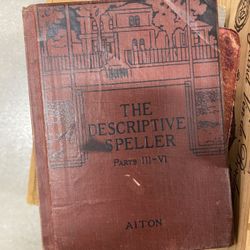 THE
DESCRIPTIVE
SPELLER
PARTS III-VI
AITON